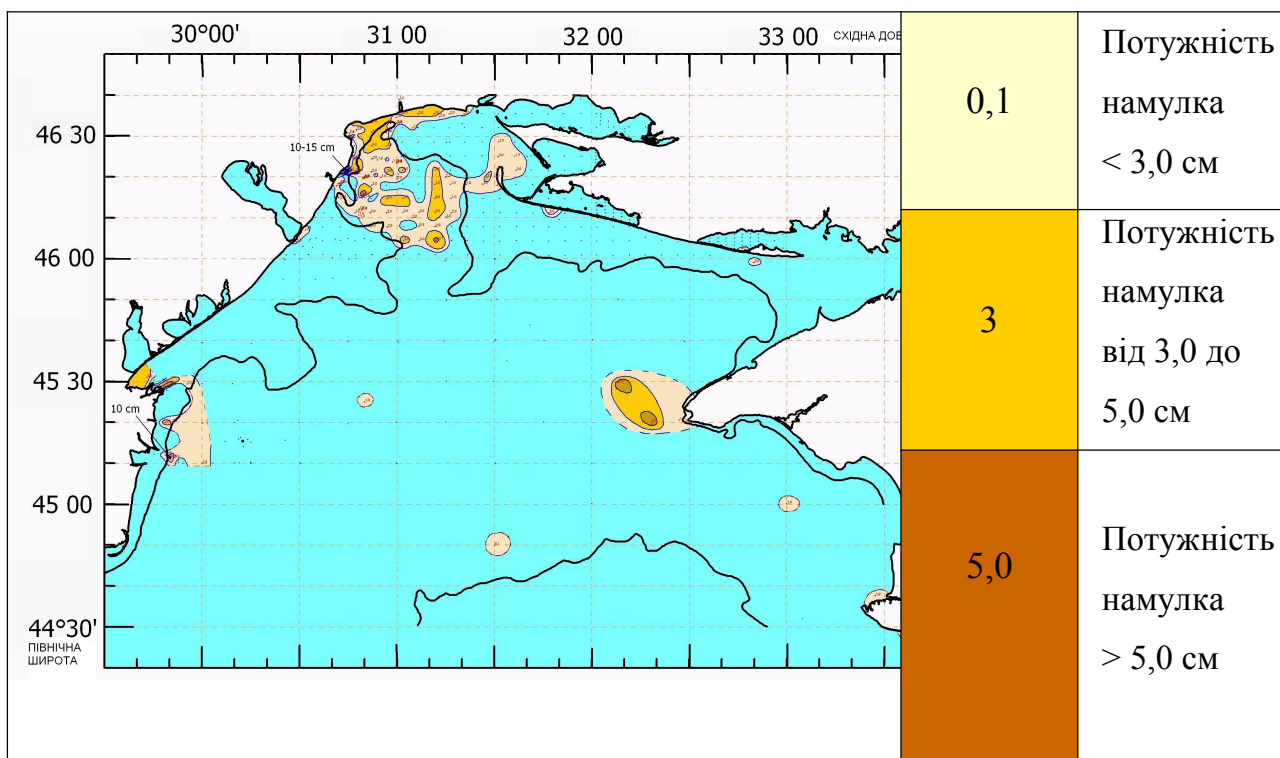 30°00' 31 00 32 00 33 00 СХІДНА ДОВ
46 30
10-15 cm
46 00
45 30
10 cm
45 00
44°30'
ПІВНІЧНА
ШИРОТА
0,1
Потужність
намулка
< 3,0 см
3
Потужність
намулка
від 3,0 до
5,0 см
5,0
Потужність
намулка
> 5,0 см